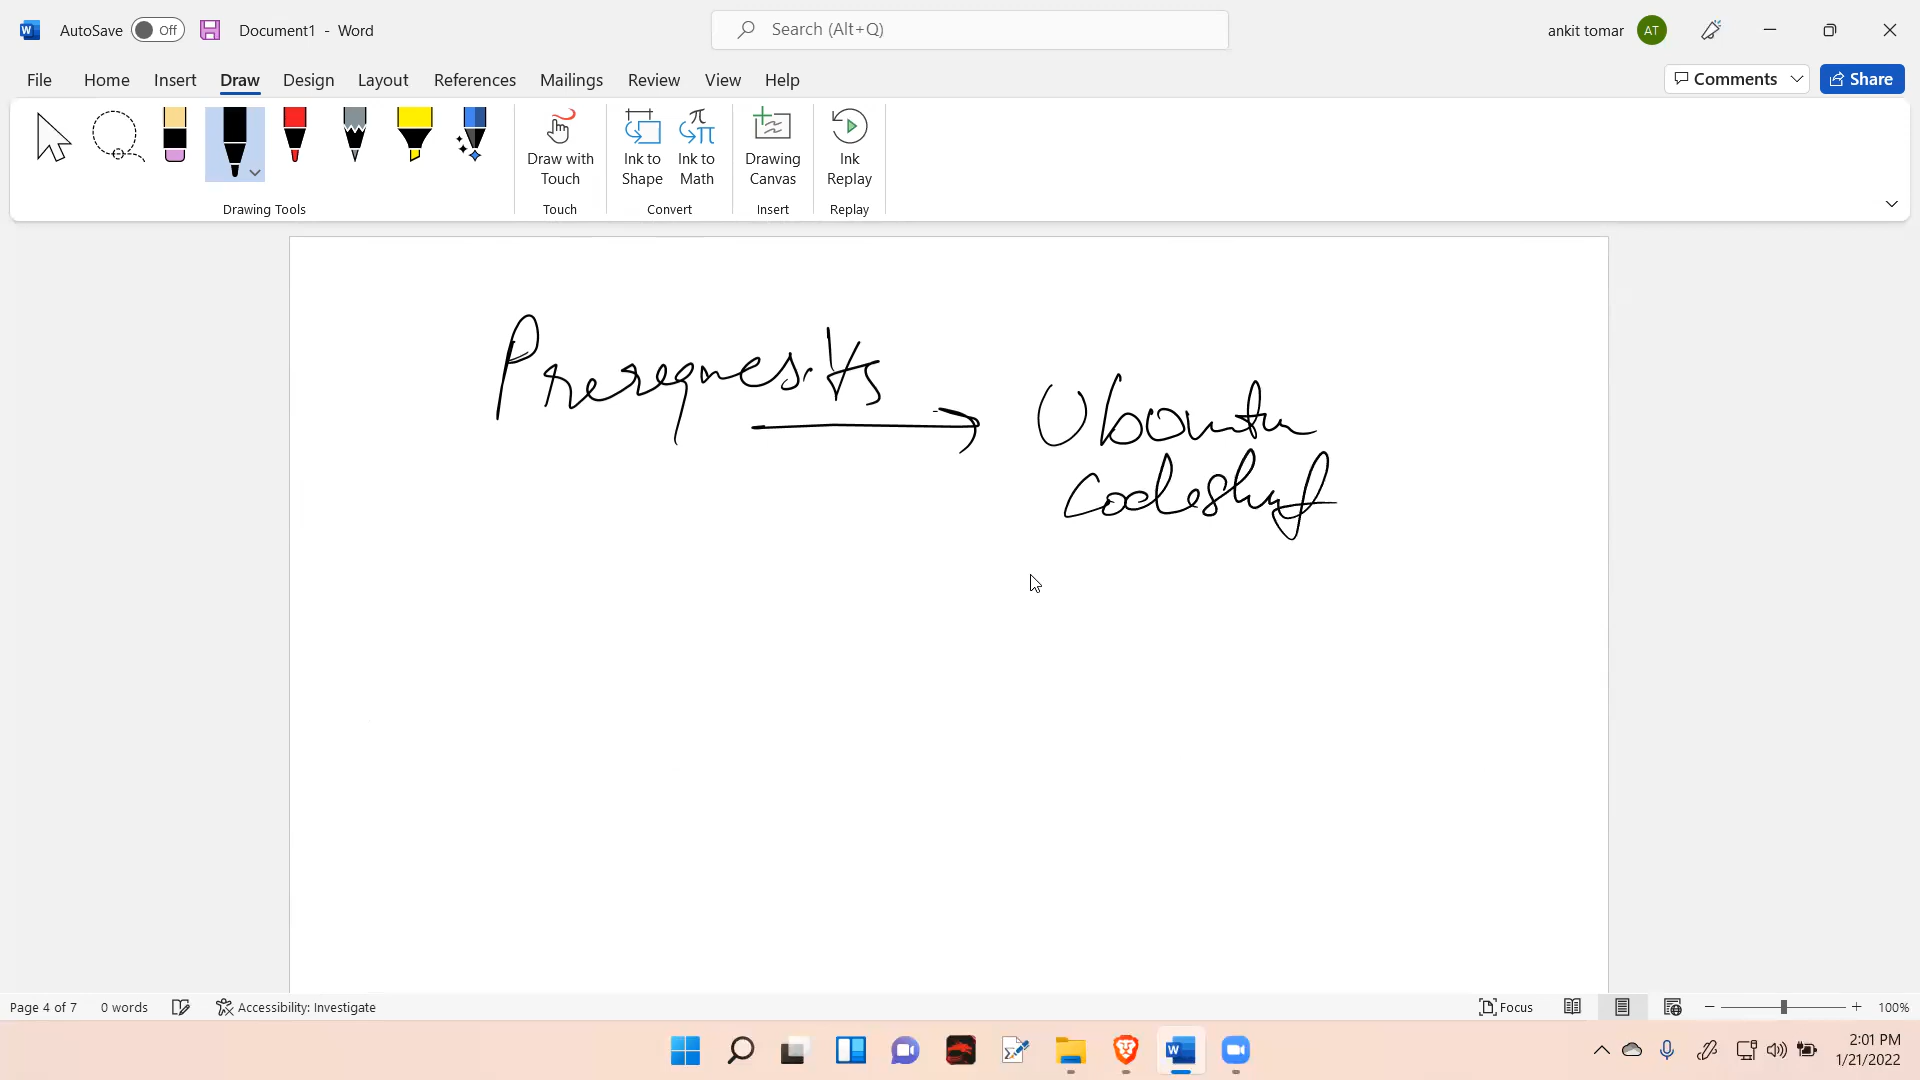 AutoSave Off Document1 - Word Search (Alt+Q) ankit tomar AT
File Home Insert Draw Design Layout References Mailings Review View Help Comments Share
Draw with Touch
Ink to Shape
Ink to Math
Drawing Canvas
Ink Replay
Drawing Tools Touch Convert Insert Replay
Prerequesits
Ubountu
Page 4 of 7 0 words Accessibility: Investigate Focus 100%
2:01 PM
1/21/2022